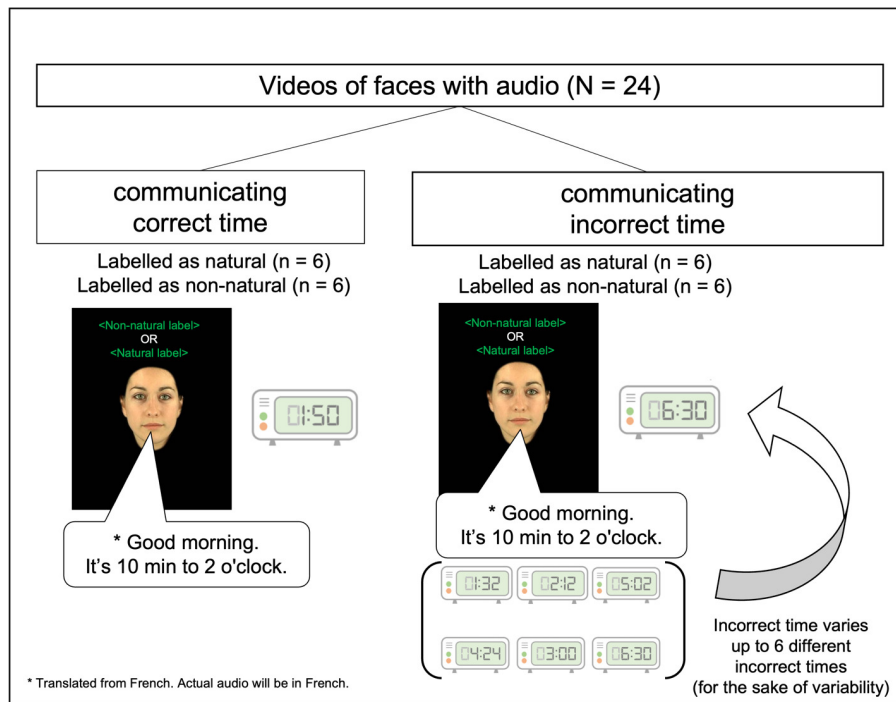 Videos of faces with audio (N = 24)
communicating
correct time
Labelled as natural (n = 6)
Labelled as non-natural (n = 6)
<Non-natural label>
OR
<Natural label>
01:50
* Good morning.
It's 10 min to 2 o'clock.
communicating
incorrect time
Labelled as natural (n = 6)
Labelled as non-natural (n = 6)
<Non-natural label>
OR
<Natural label>
06:30
* Good morning.
It's 10 min to 2 o'clock.
01:32
02:12
05:02
04:24
03:00
06:30
Incorrect time varies
up to 6 different
incorrect times
(for the sake of variability)
* Translated from French. Actual audio will be in French.